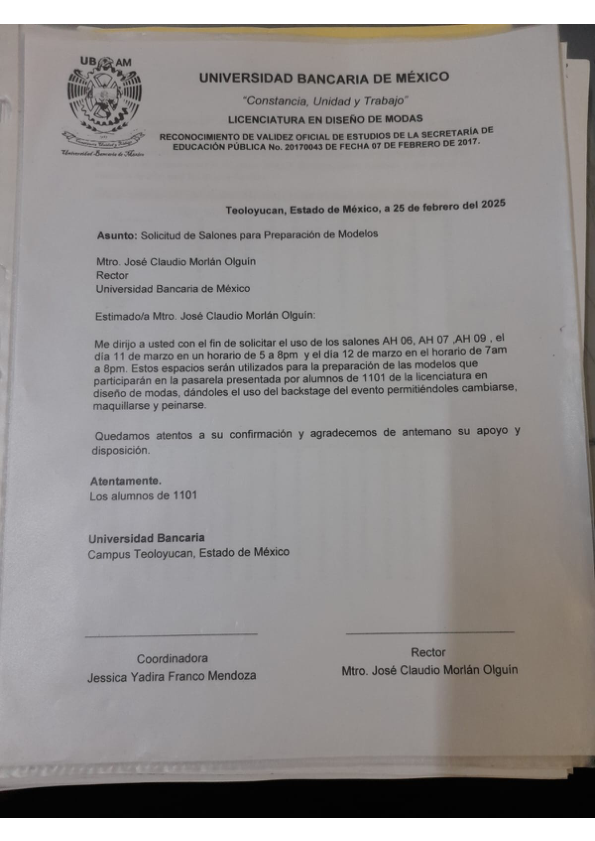 UB AM
UNIVERSIDAD BANCARIA DE MÉXICO
"Constancia, Unidad y Trabajo"
LICENCIATURA EN DISEÑO DE MODAS
RECONOCIMIENTO DE VALIDEZ OFICIAL DE ESTUDIOS DE LA SECRETARÍA DE
EDUCACIÓN PÚBLICA No. 20170043 DE FECHA 07 DE FEBRERO DE 2017.
Constancia, Unidad y Trabajo
Universidad Bancaria de México
Teoloyucan, Estado de México, a 25 de febrero del 2025
Asunto: Solicitud de Salones para Preparación de Modelos
Mtro. José Claudio Morlán Olguin
Rector
Universidad Bancaria de México
Estimado/a Mtro. José Claudio Morlán Olguín:
Me dirijo a usted con el fin de solicitar el uso de los salones AH 06, AH 07 ,AH 09 , el
día 11 de marzo en un horario de 5 a 8pm y el día 12 de marzo en el horario de 7am
a 8pm. Estos espacios serán utilizados para la preparación de las modelos que
participarán en la pasarela presentada por alumnos de 1101 de la licenciatura en
diseño de modas, dándoles el uso del backstage del evento permitiéndoles cambiarse,
maquillarse y peinarse.
Quedamos atentos a su confirmación y agradecemos de antemano su apoyo y
disposición.
Atentamente.
Los alumnos de 1101
Universidad Bancaria
Campus Teoloyucan, Estado de México
Coordinadora
Jessica Yadira Franco Mendoza
Rector
Mtro. José Claudio Morlán Olguín